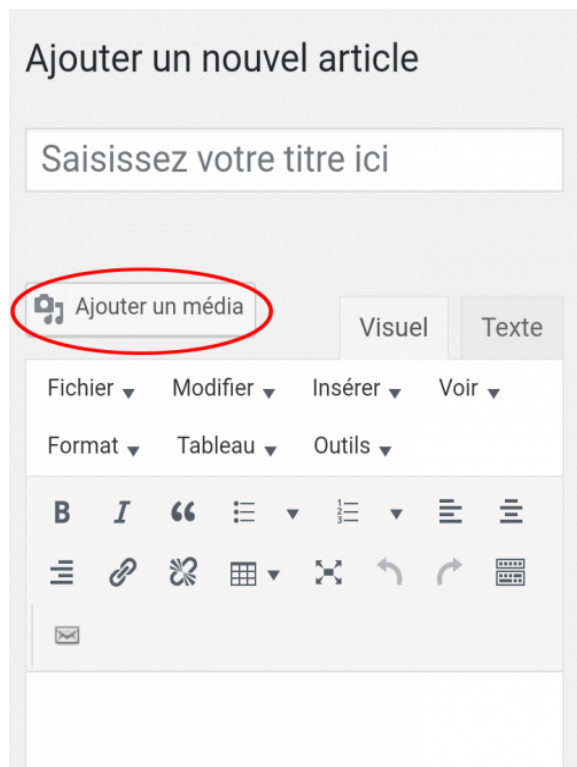 Ajouter un nouvel article
Saisissez votre titre ici
Ajouter un média
Visuel Texte
Fichier Modifier Insérer Voir
Format Tableau Outils
B I